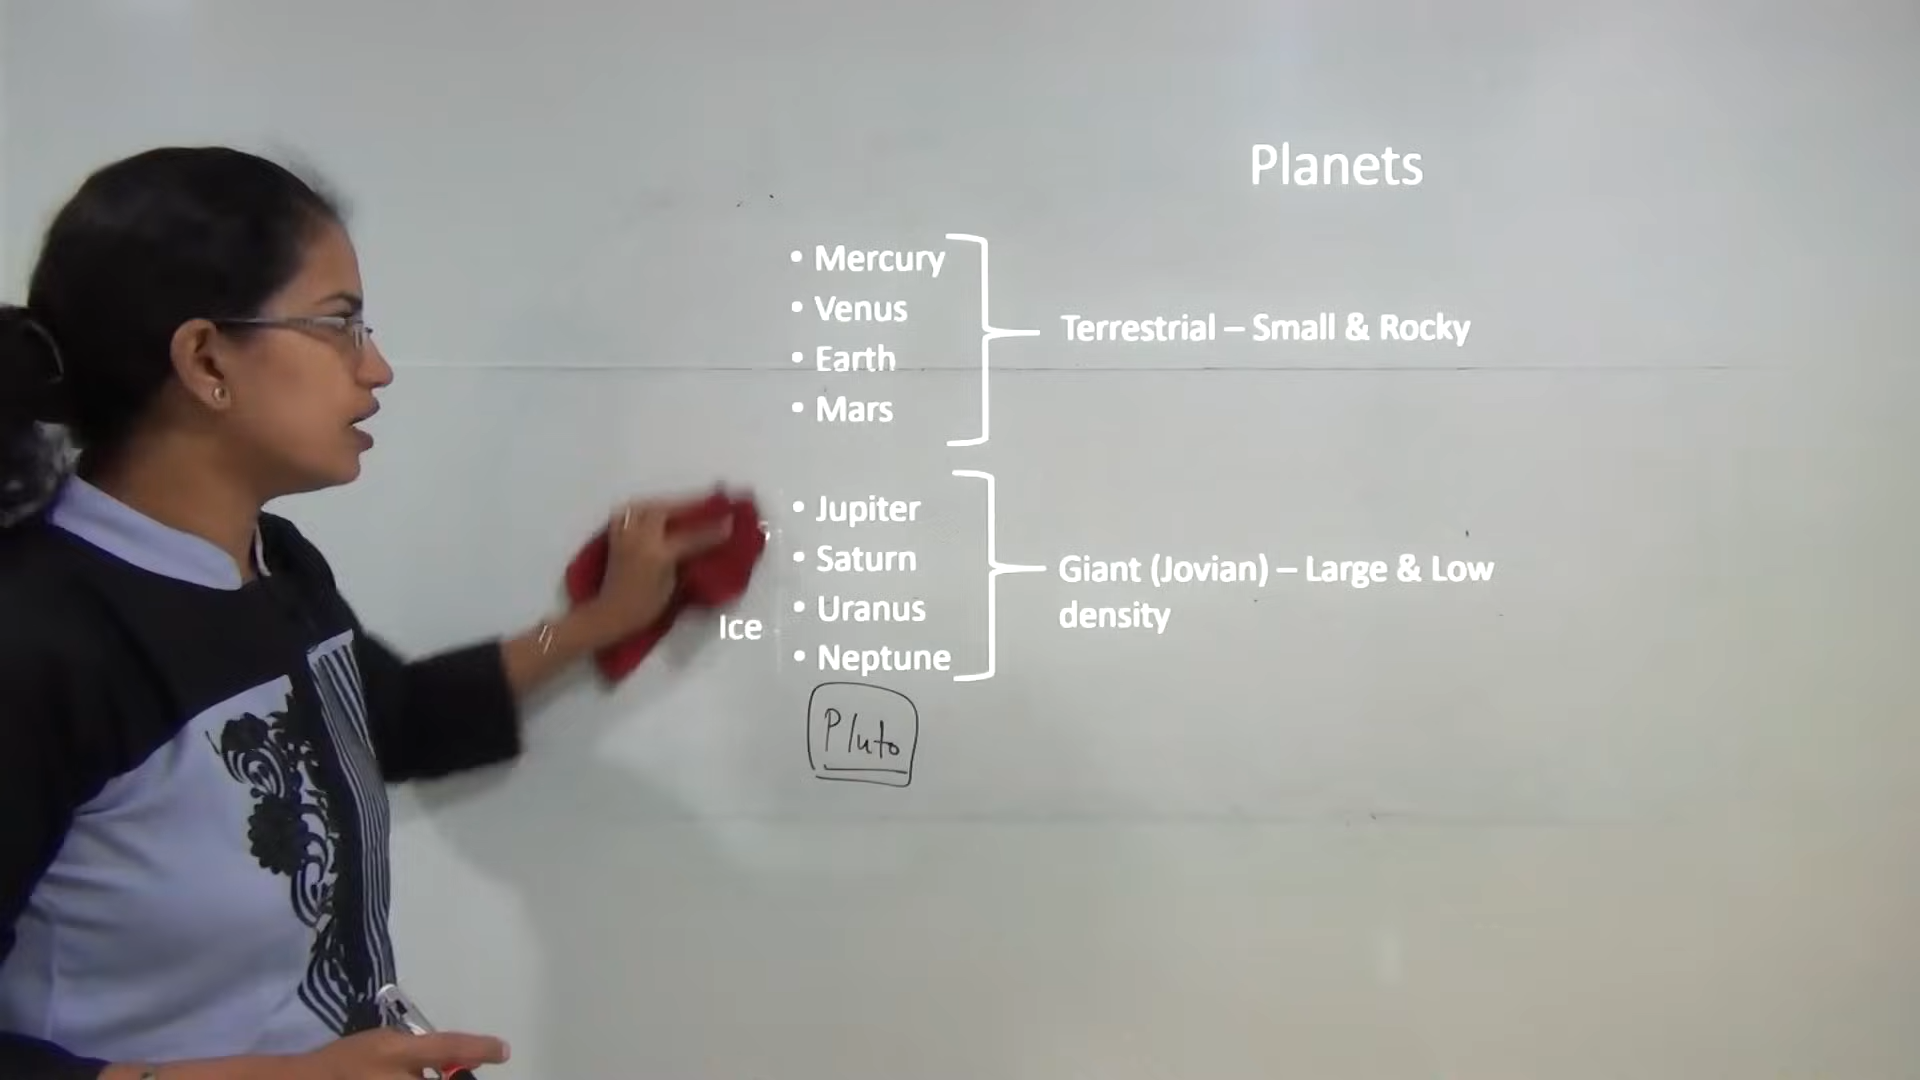 Planets
• Mercury
• Venus
• Earth
• Mars
Terrestrial – Small & Rocky
• Jupiter
• Saturn
• Uranus
• Neptune
Ice
Giant (Jovian) – Large & Low
density
Pluto